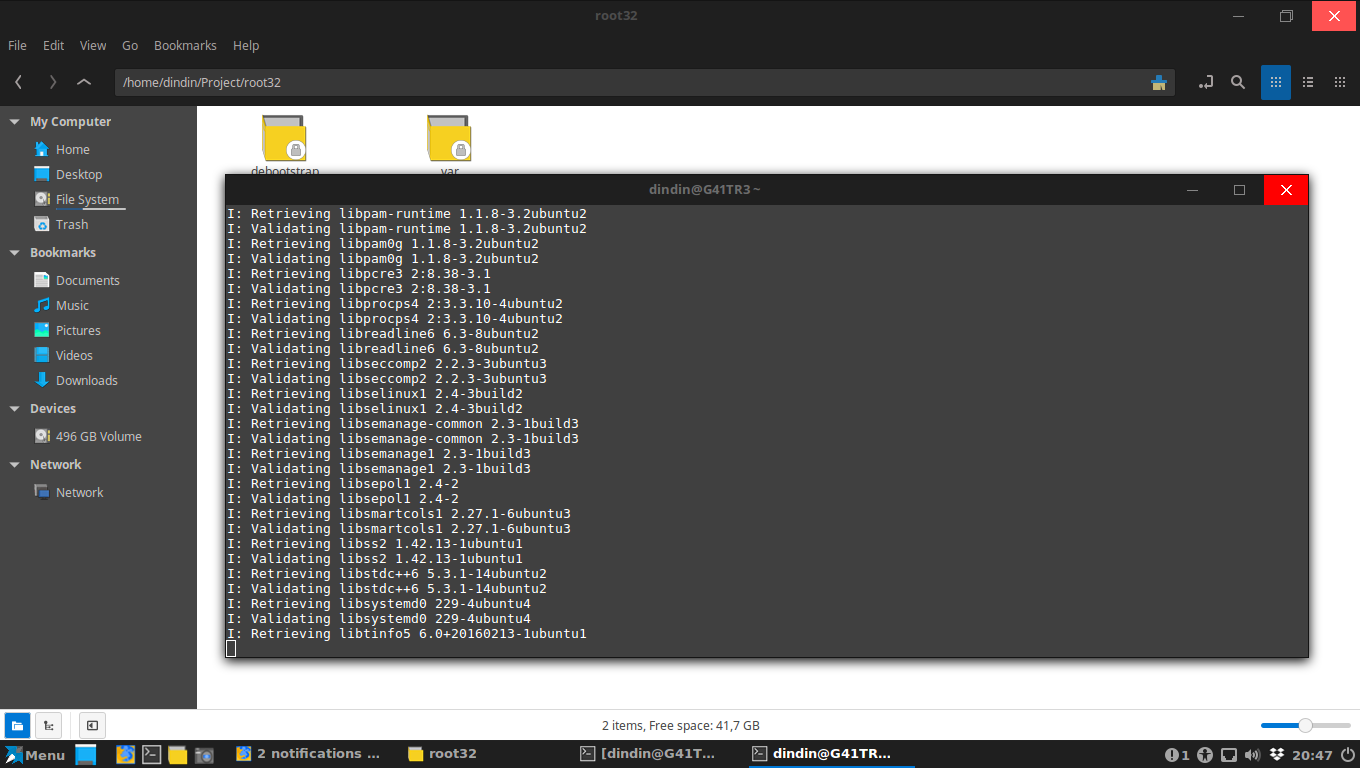 root32
File Edit View Go Bookmarks Help
/home/dindin/Project/root32
My Computer
Home
Desktop
File System
Trash
Bookmarks
Documents
Music
Pictures
Videos
Downloads
Devices
496 GB Volume
Network
Network
debootstrap var
dindin@G41TR3 ~
I: Retrieving libpam-runtime 1.1.8-3.2ubuntu2
I: Validating libpam-runtime 1.1.8-3.2ubuntu2
I: Retrieving libpam0g 1.1.8-3.2ubuntu2
I: Validating libpam0g 1.1.8-3.2ubuntu2
I: Retrieving libpcre3 2:8.38-3.1
I: Validating libpcre3 2:8.38-3.1
I: Retrieving libprocps4 2:3.3.10-4ubuntu2
I: Validating libprocps4 2:3.3.10-4ubuntu2
I: Retrieving libreadline6 6.3-8ubuntu2
I: Validating libreadline6 6.3-8ubuntu2
I: Retrieving libseccomp2 2.2.3-3ubuntu3
I: Validating libseccomp2 2.2.3-3ubuntu3
I: Retrieving libselinux1 2.4-3build2
I: Validating libselinux1 2.4-3build2
I: Retrieving libsemanage-common 2.3-1build3
I: Validating libsemanage-common 2.3-1build3
I: Retrieving libsemanage1 2.3-1build3
I: Validating libsemanage1 2.3-1build3
I: Retrieving libsepol1 2.4-2
I: Validating libsepol1 2.4-2
I: Retrieving libsmartcols1 2.27.1-6ubuntu3
I: Validating libsmartcols1 2.27.1-6ubuntu3
I: Retrieving libss2 1.42.13-1ubuntu1
I: Validating libss2 1.42.13-1ubuntu1
I: Retrieving libstdc++6 5.3.1-14ubuntu2
I: Validating libstdc++6 5.3.1-14ubuntu2
I: Retrieving libsystemd0 229-4ubuntu4
I: Validating libsystemd0 229-4ubuntu4
I: Retrieving libtinfo5 6.0+20160213-1ubuntu1
2 items, Free space: 41,7 GB
Menu 2 notifications ... root32 [dindin@G41T... dindin@G41TR... 1 20:47